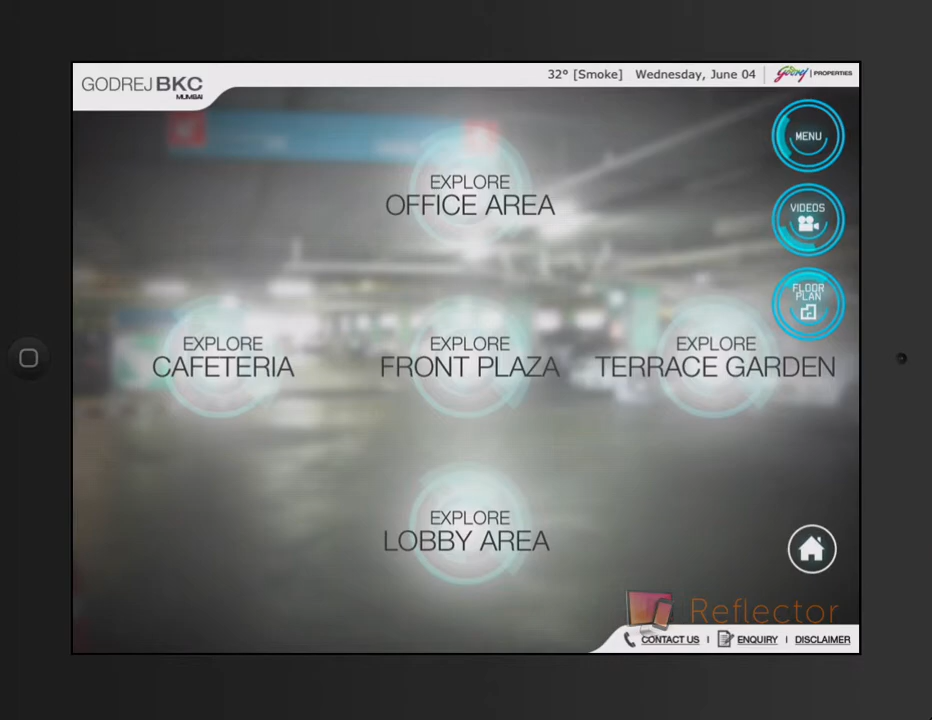 GODREJ BKC
MUMBAI
32° [Smoke] Wednesday, June 04
Godrej | PROPERTIES
MENU
EXPLORE
OFFICE AREA
VIDEOS
FLOOR
PLAN
EXPLORE
CAFETERIA
EXPLORE
FRONT PLAZA
EXPLORE
TERRACE GARDEN
EXPLORE
LOBBY AREA
Reflector
CONTACT US | ENQUIRY | DISCLAIMER